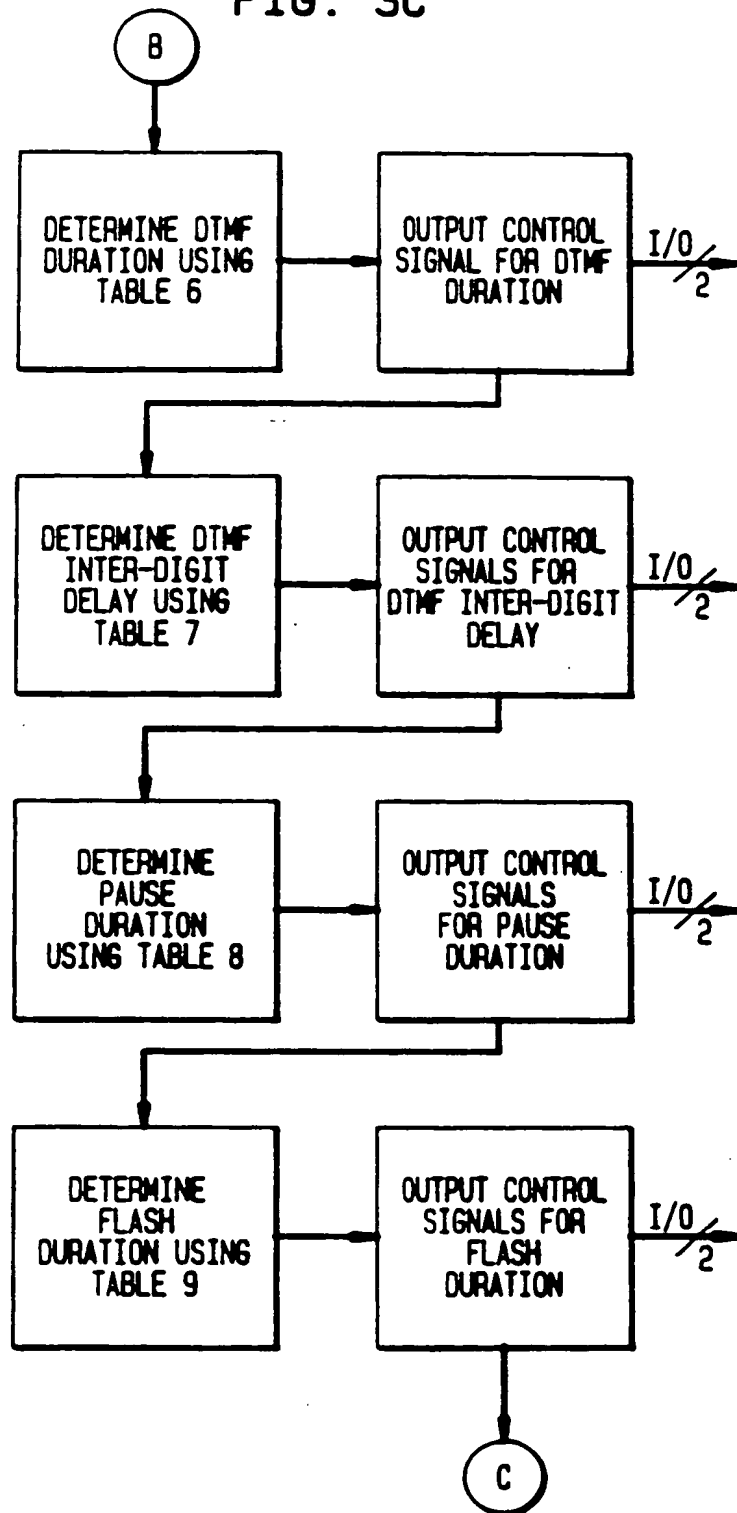 FIG. 3C
B
DETERMINE DTMF
DURATION USING
TABLE 6
OUTPUT CONTROL
SIGNAL FOR DTMF
DURATION
I/O
2
DETERMINE DTMF
INTER-DIGIT
DELAY USING
TABLE 7
OUTPUT CONTROL
SIGNALS FOR
DTMF INTER-DIGIT
DELAY
I/O
2
DETERMINE
PAUSE
DURATION
USING TABLE 8
OUTPUT CONTROL
SIGNALS
FOR PAUSE
DURATION
I/O
2
DETERMINE
FLASH
DURATION USING
TABLE 9
OUTPUT CONTROL
SIGNALS FOR
FLASH
DURATION
I/O
2
C